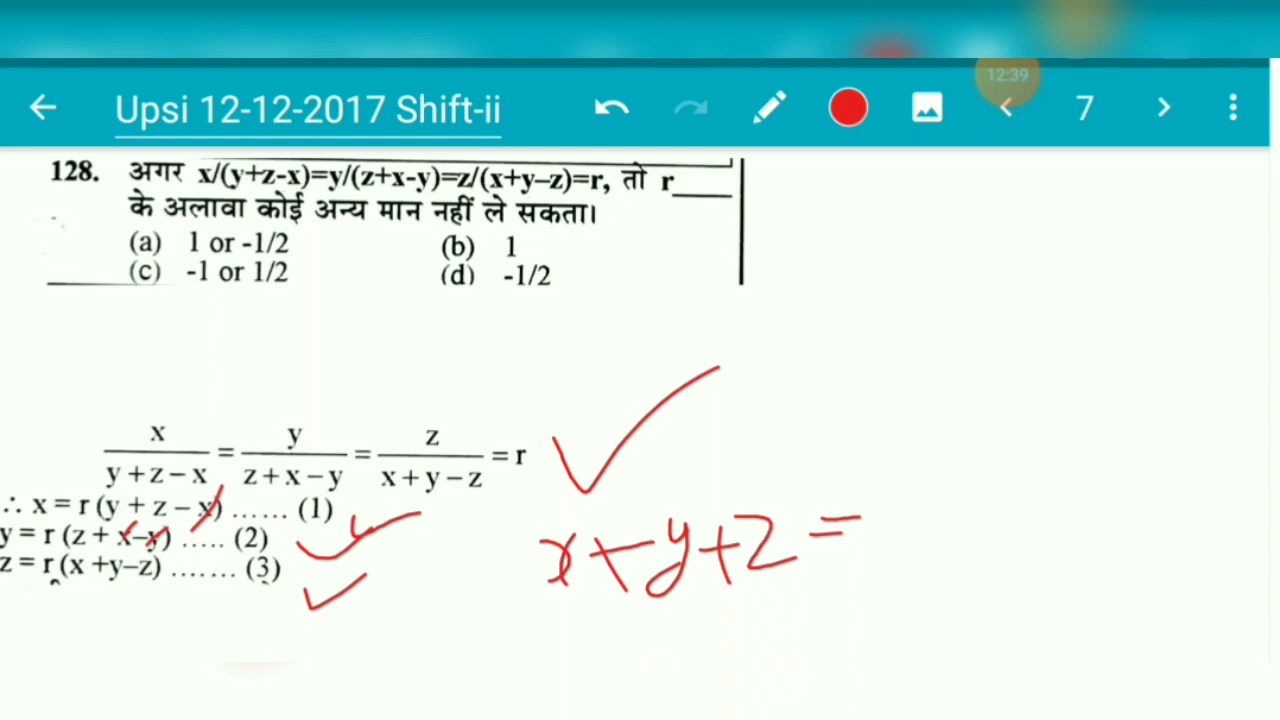 12:39
Upsi 12-12-2017 Shift-ii 7
128. अगर x/(y+z-x)=y/(z+x-y)=z/(x+y–z)=r, तो r____
के अलावा कोई अन्य मान नहीं ले सकता।
(a) 1 or -1/2 (b) 1
(c) -1 or 1/2 (d) -1/2
x/(y+z–x) = y/(z+x–y) = z/(x+y–z) = r
∴ x = r (y + z – x) ...... (1)
y = r (z + x–y) ..... (2)
z = r (x +y–z) ....... (3)
x+y+z =